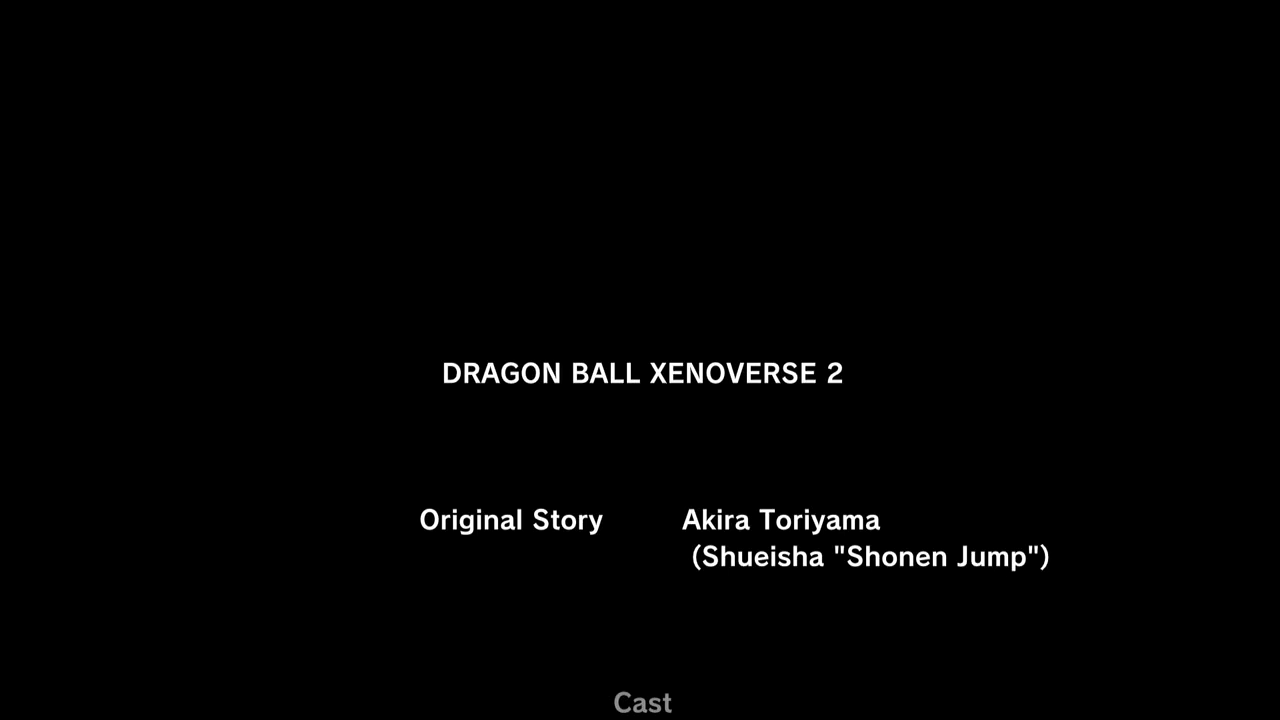 DRAGON BALL XENOVERSE 2
Original Story Akira Toriyama
(Shueisha "Shonen Jump")
Cast